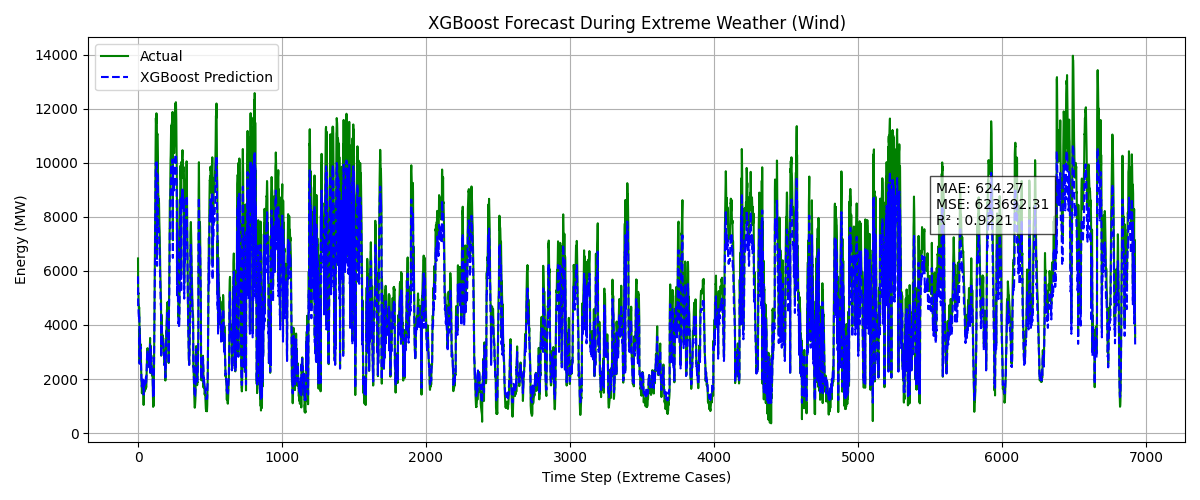 XGBoost Forecast During Extreme Weather (Wind)
Actual
XGBoost Prediction
Energy (MW)
14000
12000
10000
8000
6000
4000
2000
0
MAE: 624.27
MSE: 623692.31
R² : 0.9221
0 1000 2000 3000 4000 5000 6000 7000
Time Step (Extreme Cases)